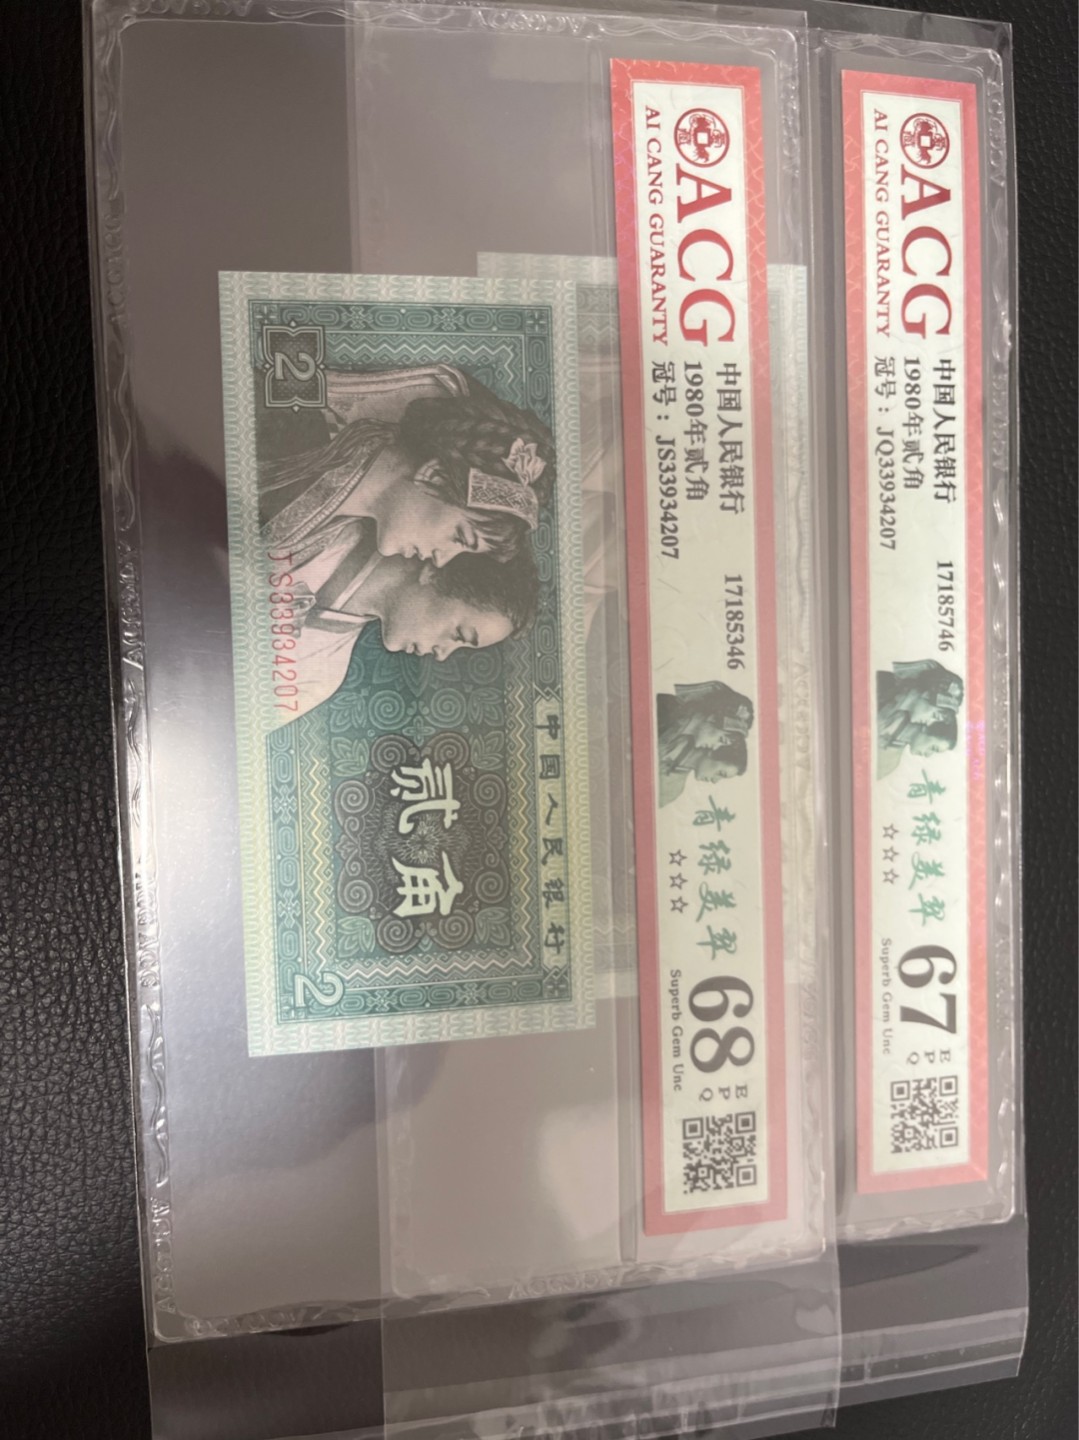 ACG
AI CANG GUARANTY
中国人民银行
1980年贰角
冠号：JQ33934207
17185746
青绿美翠
☆☆☆
67
EPQ
Superb Gem Unc
ACG
AI CANG GUARANTY
中国人民银行
1980年贰角
冠号：JS33934207
17185346
青绿美翠
☆☆☆
68
EPQ
Superb Gem Unc
中国人民银行
2
贰角
JS33934207
2